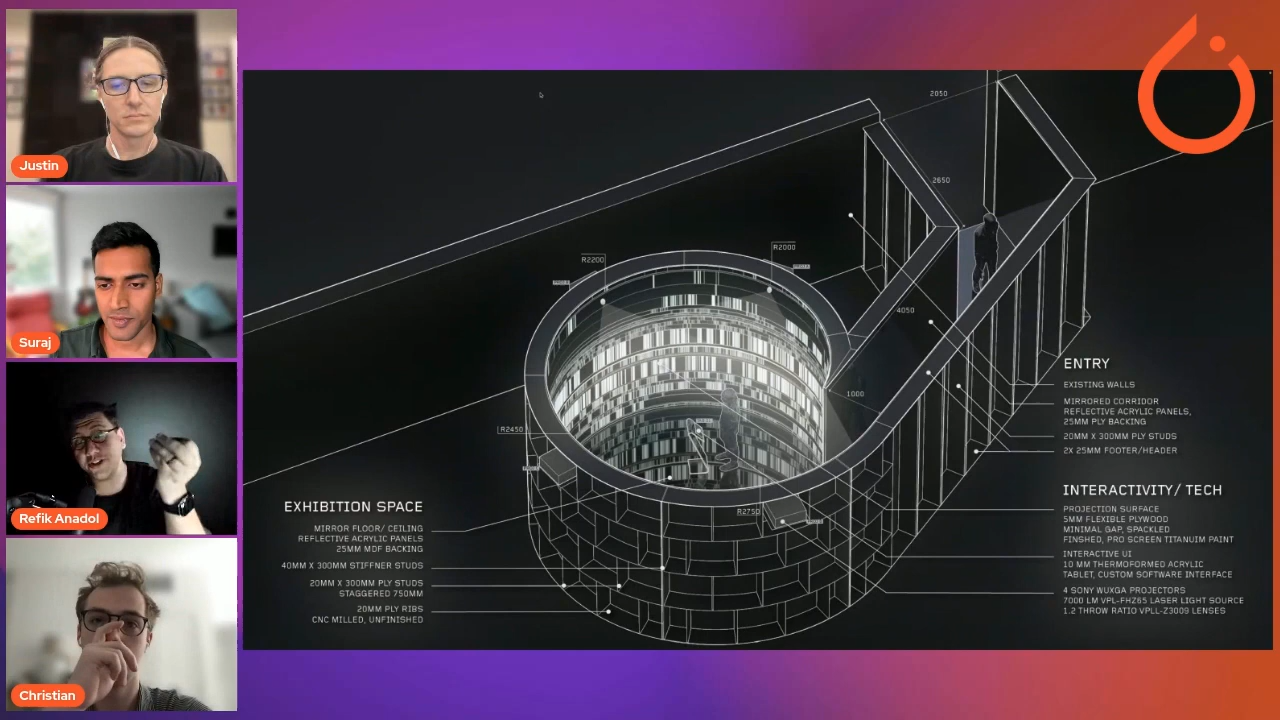 Justin
Suraj
Refik Anadol
Christian
2050
2650
R2000
R2200
4050
1000
R2450
R2750
ENTRY
EXISTING WALLS
MIRRORED CORRIDOR
REFLECTIVE ACRYLIC PANELS,
25MM PLY BACKING
20MM X 300MM PLY STUDS
2X 25MM FOOTER/HEADER
EXHIBITION SPACE
MIRROR FLOOR/ CEILING
REFLECTIVE ACRYLIC PANELS
25MM MDF BACKING
40MM X 300MM STIFFNER STUDS
20MM X 300MM PLY STUDS
STAGGERED 750MM
20MM PLY RIBS
CNC MILLED, UNFINISHED
INTERACTIVITY/ TECH
PROJECTION SURFACE
5MM FLEXIBLE PLYWOOD
MINIMAL GAP, SPACKLED
FINSHED, PRO SCREEN TITANUIM PAINT
INTERACTIVE UI
10 MM THERMOFORMED ACRYLIC
TABLET, CUSTOM SOFTWARE INTERFACE
4 SONY WUXGA PROJECTORS
7000 LM VPL-FHZ65 LASER LIGHT SOURCE
1.2 THROW RATIO VPLL-Z3009 LENSES